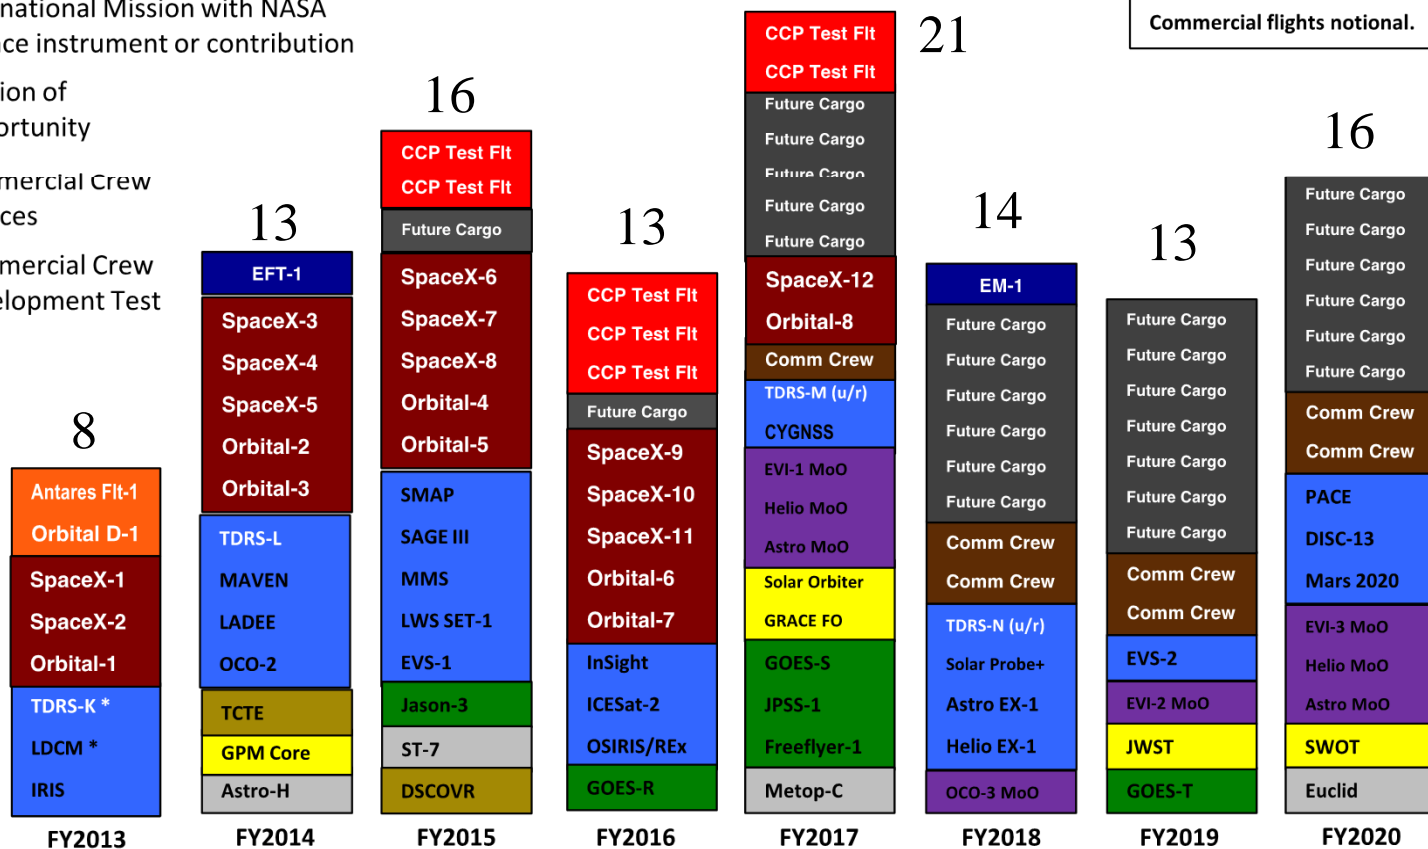 national Mission with NASA
nce instrument or contribution
ion of
ortunity
mercial Crew
ices
mercial Crew
elopment Test
Commercial flights notional.
8
Antares Flt-1
Orbital D-1
SpaceX-1
SpaceX-2
Orbital-1
TDRS-K *
LDCM *
IRIS
FY2013
13
EFT-1
SpaceX-3
SpaceX-4
SpaceX-5
Orbital-2
Orbital-3
TDRS-L
MAVEN
LADEE
OCO-2
TCTE
GPM Core
Astro-H
FY2014
16
CCP Test Flt
CCP Test Flt
Future Cargo
SpaceX-6
SpaceX-7
SpaceX-8
Orbital-4
Orbital-5
SMAP
SAGE III
MMS
LWS SET-1
EVS-1
Jason-3
ST-7
DSCOVR
FY2015
13
CCP Test Flt
CCP Test Flt
CCP Test Flt
Future Cargo
SpaceX-9
SpaceX-10
SpaceX-11
Orbital-6
Orbital-7
InSight
ICESat-2
OSIRIS/REx
GOES-R
FY2016
21
CCP Test Flt
CCP Test Flt
Future Cargo
Future Cargo
Future Cargo
Future Cargo
Future Cargo
SpaceX-12
Orbital-8
Comm Crew
TDRS-M (u/r)
CYGNSS
EVI-1 MoO
Helio MoO
Astro MoO
Solar Orbiter
GRACE FO
GOES-S
JPSS-1
Freeflyer-1
Metop-C
FY2017
14
EM-1
Future Cargo
Future Cargo
Future Cargo
Future Cargo
Future Cargo
Future Cargo
Comm Crew
Comm Crew
TDRS-N (u/r)
Solar Probe+
Astro EX-1
Helio EX-1
OCO-3 MoO
FY2018
13
Future Cargo
Future Cargo
Future Cargo
Future Cargo
Future Cargo
Future Cargo
Future Cargo
Comm Crew
Comm Crew
EVS-2
EVI-2 MoO
JWST
GOES-T
FY2019
16
Future Cargo
Future Cargo
Future Cargo
Future Cargo
Future Cargo
Future Cargo
Comm Crew
Comm Crew
PACE
DISC-13
Mars 2020
EVI-3 MoO
Helio MoO
Astro MoO
SWOT
Euclid
FY2020